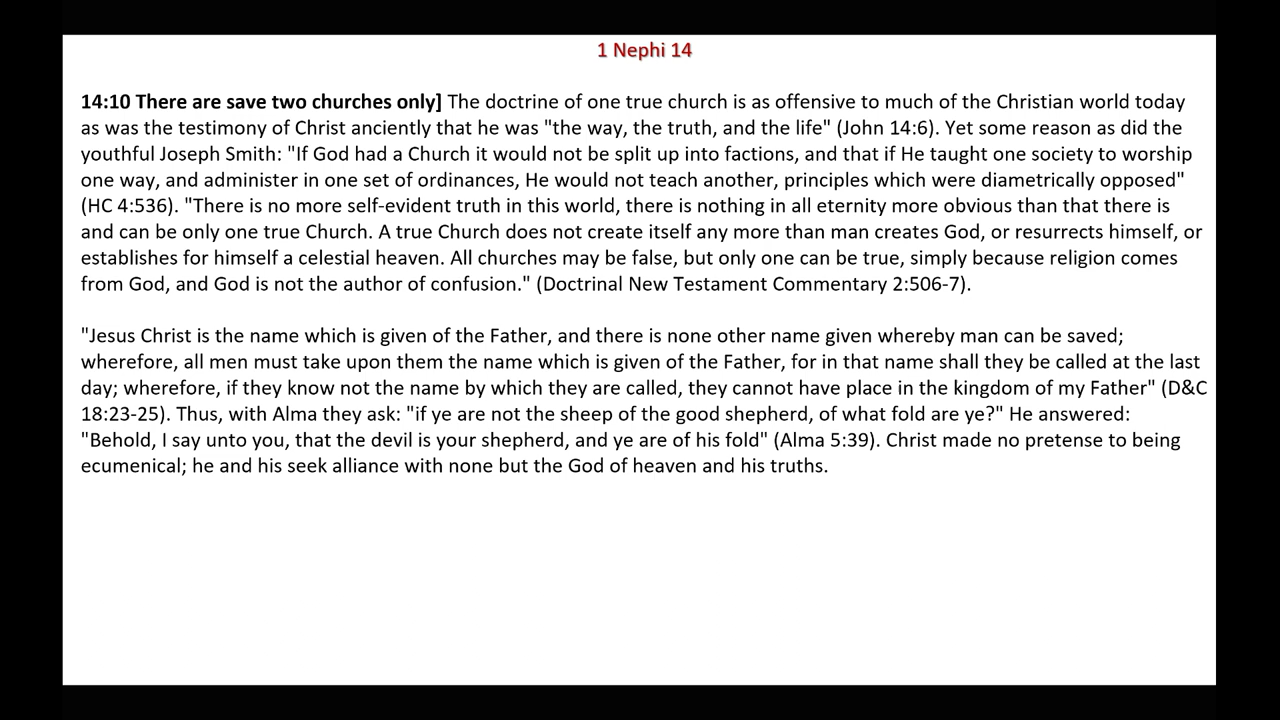 1 Nephi 14
14:10 There are save two churches only] The doctrine of one true church is as offensive to much of the Christian world today
as was the testimony of Christ anciently that he was "the way, the truth, and the life" (John 14:6). Yet some reason as did the
youthful Joseph Smith: "If God had a Church it would not be split up into factions, and that if He taught one society to worship
one way, and administer in one set of ordinances, He would not teach another, principles which were diametrically opposed"
(HC 4:536). "There is no more self-evident truth in this world, there is nothing in all eternity more obvious than that there is
and can be only one true Church. A true Church does not create itself any more than man creates God, or resurrects himself, or
establishes for himself a celestial heaven. All churches may be false, but only one can be true, simply because religion comes
from God, and God is not the author of confusion." (Doctrinal New Testament Commentary 2:506-7).
"Jesus Christ is the name which is given of the Father, and there is none other name given whereby man can be saved;
wherefore, all men must take upon them the name which is given of the Father, for in that name shall they be called at the last
day; wherefore, if they know not the name by which they are called, they cannot have place in the kingdom of my Father" (D&C
18:23-25). Thus, with Alma they ask: "if ye are not the sheep of the good shepherd, of what fold are ye?" He answered:
"Behold, I say unto you, that the devil is your shepherd, and ye are of his fold" (Alma 5:39). Christ made no pretense to being
ecumenical; he and his seek alliance with none but the God of heaven and his truths.